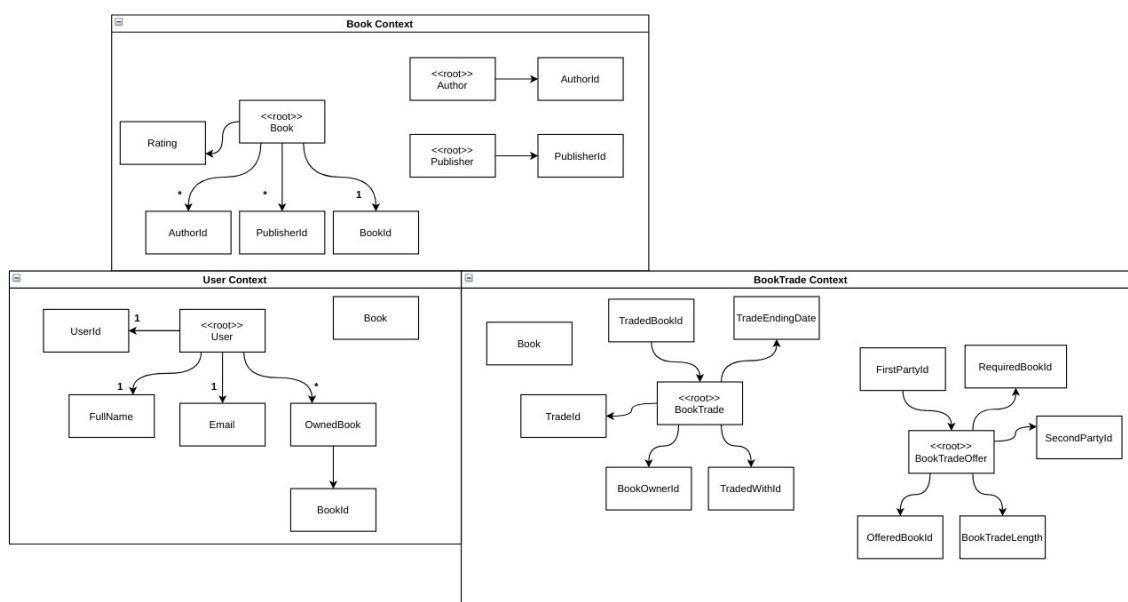 Book Context
<<root>>
Author
AuthorId
<<root>>
Book
Rating
<<root>>
Publisher
PublisherId
*
*
1
AuthorId
PublisherId
BookId
User Context
Book
UserId
1
<<root>>
User
1
1
*
FullName
Email
OwnedBook
BookId
BookTrade Context
TradedBookId
TradeEndingDate
Book
<<root>>
BookTrade
TradeId
BookOwnerId
TradedWithId
FirstPartyId
RequiredBookId
<<root>>
BookTradeOffer
SecondPartyId
OfferedBookId
BookTradeLength